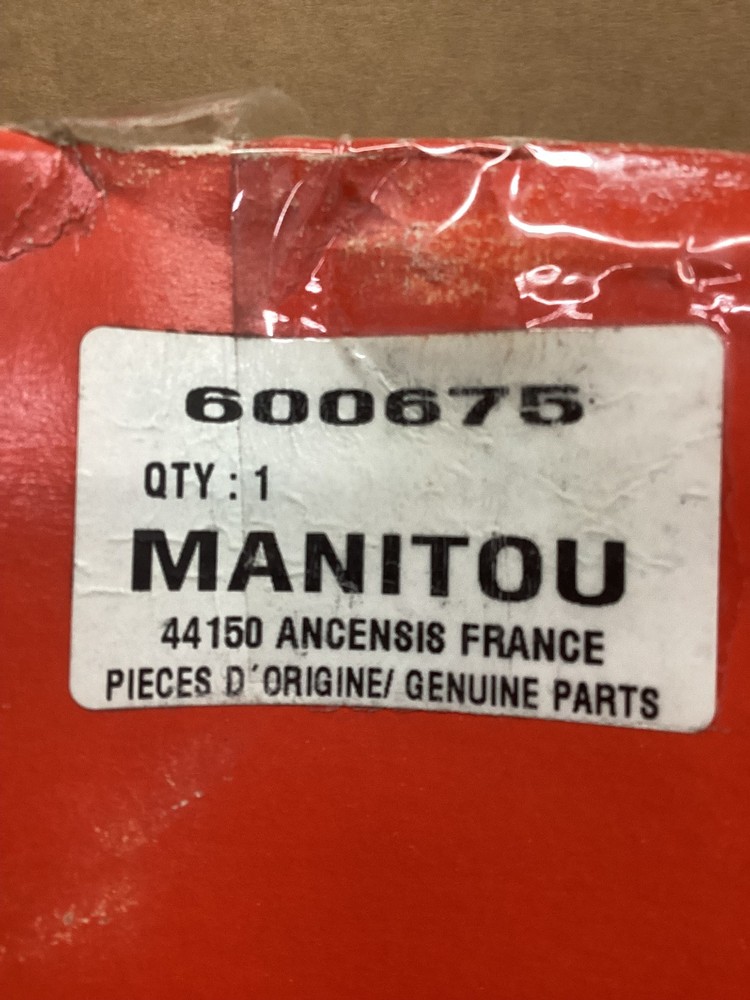 600675
QTY : 1
MANITOU
44150 ANCENSIS FRANCE
PIECES D´ORIGINE/ GENUINE PARTS